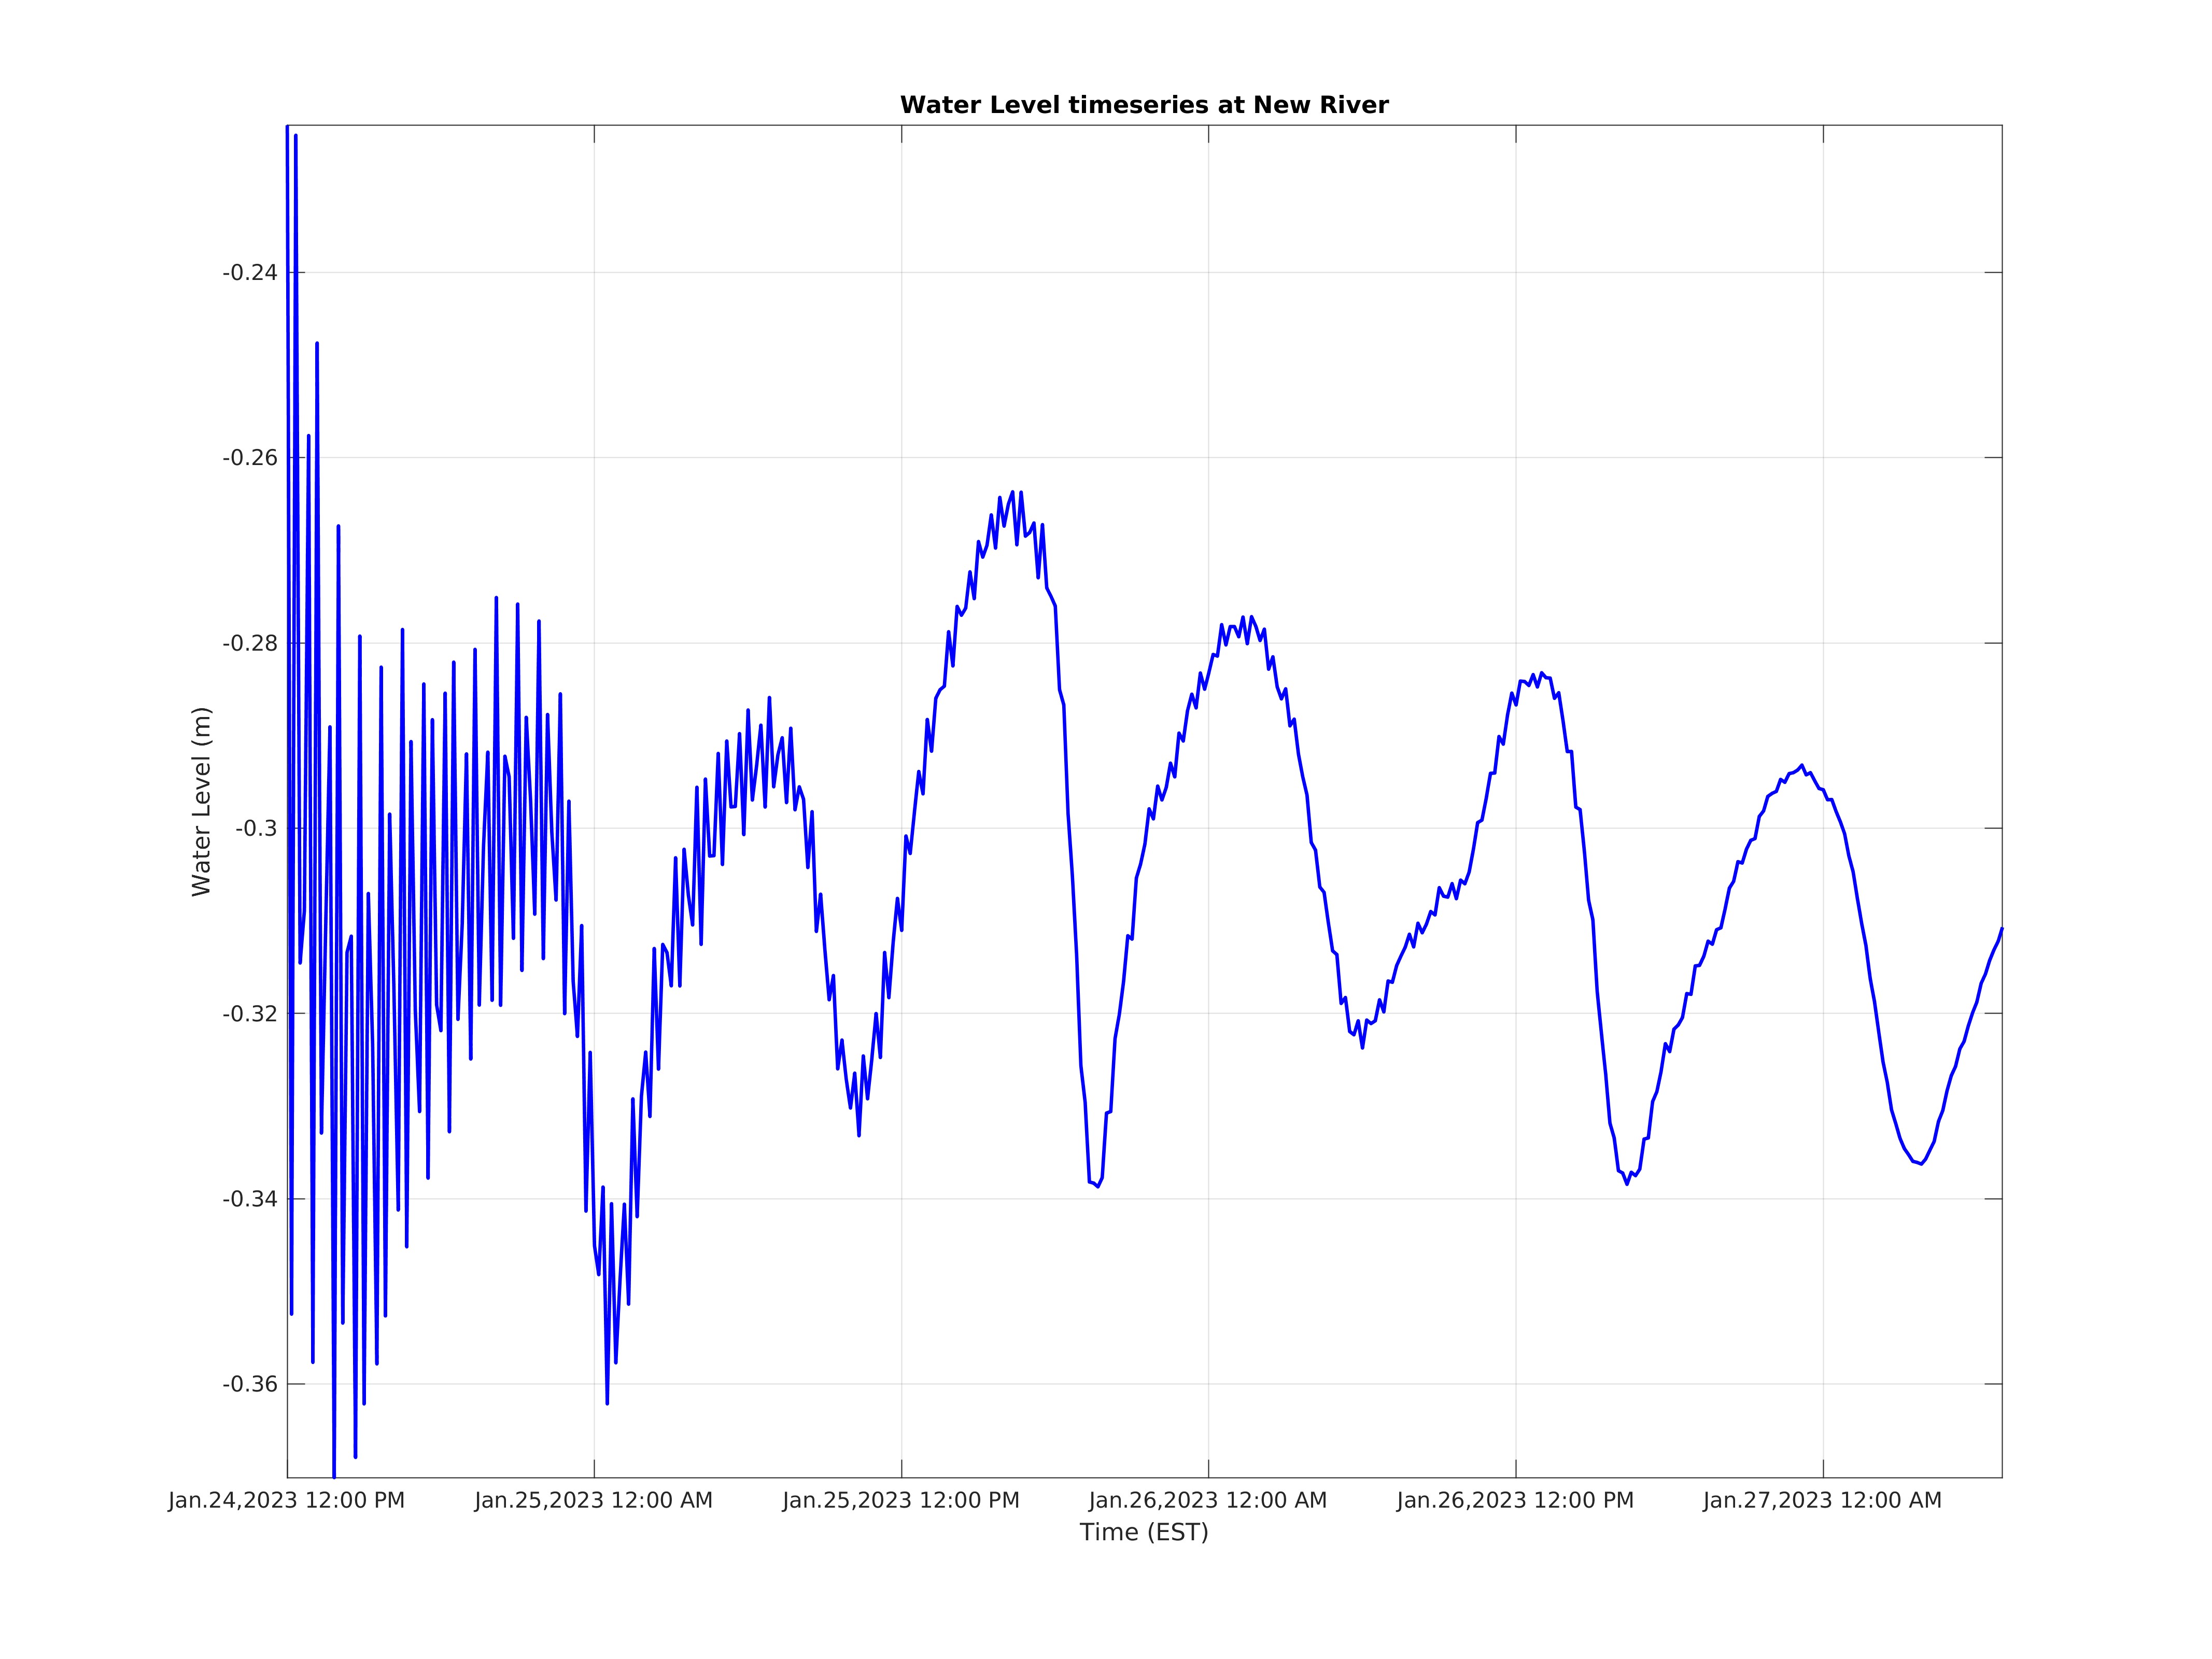 Water Level timeseries at New River
-0.24
-0.26
-0.28
-0.3
-0.32
-0.34
-0.36
Water Level (m)
Jan.24,2023 12:00 PM Jan.25,2023 12:00 AM Jan.25,2023 12:00 PM Jan.26,2023 12:00 AM Jan.26,2023 12:00 PM Jan.27,2023 12:00 AM
Time (EST)